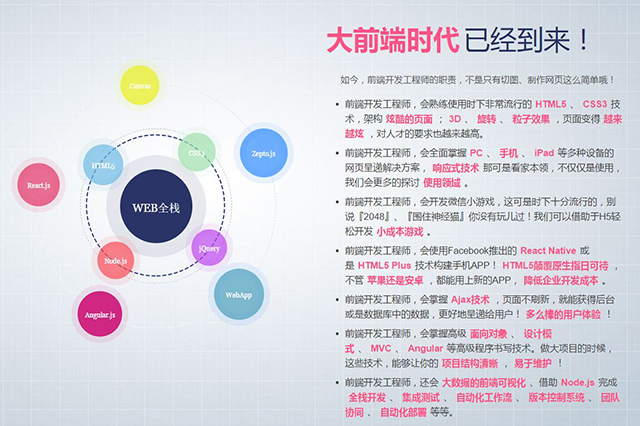 大前端时代 已经到来！
如今，前端开发工程师的职责，不是只有切图、制作网页这么简单哦！
• 前端开发工程师，会熟练使用时下非常流行的 HTML5 、 CSS3 技
术，架构 炫酷的页面 ； 3D 、 旋转 、 粒子效果 ，页面变得 越来
越炫 ，对人才的要求也越来越高。
• 前端开发工程师，会全面掌握 PC 、 手机 、 iPad 等多种设备的
网页呈递解决方案， 响应式技术 那可是看家本领，不仅仅是使用，
我们会更多的探讨 使用领域 。
• 前端开发工程师，会开发微信小游戏，这可是时下十分流行的，别
说『2048』、『围住神经猫』你没有玩儿过！我们可以借助于H5轻
松开发 小成本游戏 。
• 前端开发工程师，会使用Facebook推出的 React Native 或
是 HTML5 Plus 技术构建手机APP！ HTML5颠覆原生指日可待 ，
不管 苹果还是安卓 ，都能用上新的APP， 降低企业开发成本 。
• 前端开发工程师，会掌握 Ajax技术 ，页面不刷新，就能获得后台
或是数据库中的数据，更好地呈递给用户！ 多么棒的用户体验 ！
• 前端开发工程师，会掌握高级 面向对象 、 设计模
式 、 MVC 、 Angular 等高级程序书写技术。做大项目的时候，
这些技术，能够让你的 项目结构清晰 ， 易于维护 ！
• 前端开发工程师，还会 大数据的前端可视化 、借助 Node.js 完成
全栈开发 、 集成测试 、 自动化工作流 、 版本控制系统 、 团队
协同 、 自动化部署 等等。
Canvas
HTML5
CSS3
Zepto.js
React.js
WEB全栈
jQuery
Node.js
WebApp
Angular.js